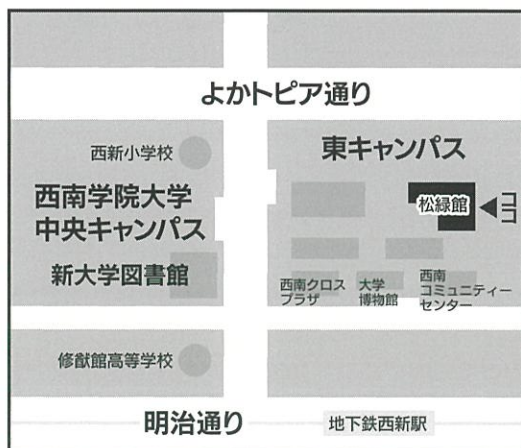 よかトピア通り
西新小学校
東キャンパス
西南学院大学
中央キャンパス
松緑館
ココ
新大学図書館
西南クロス
プラザ
大学
博物館
西南
コミュニティー
センター
修猷館高等学校
明治通り
地下鉄西新駅